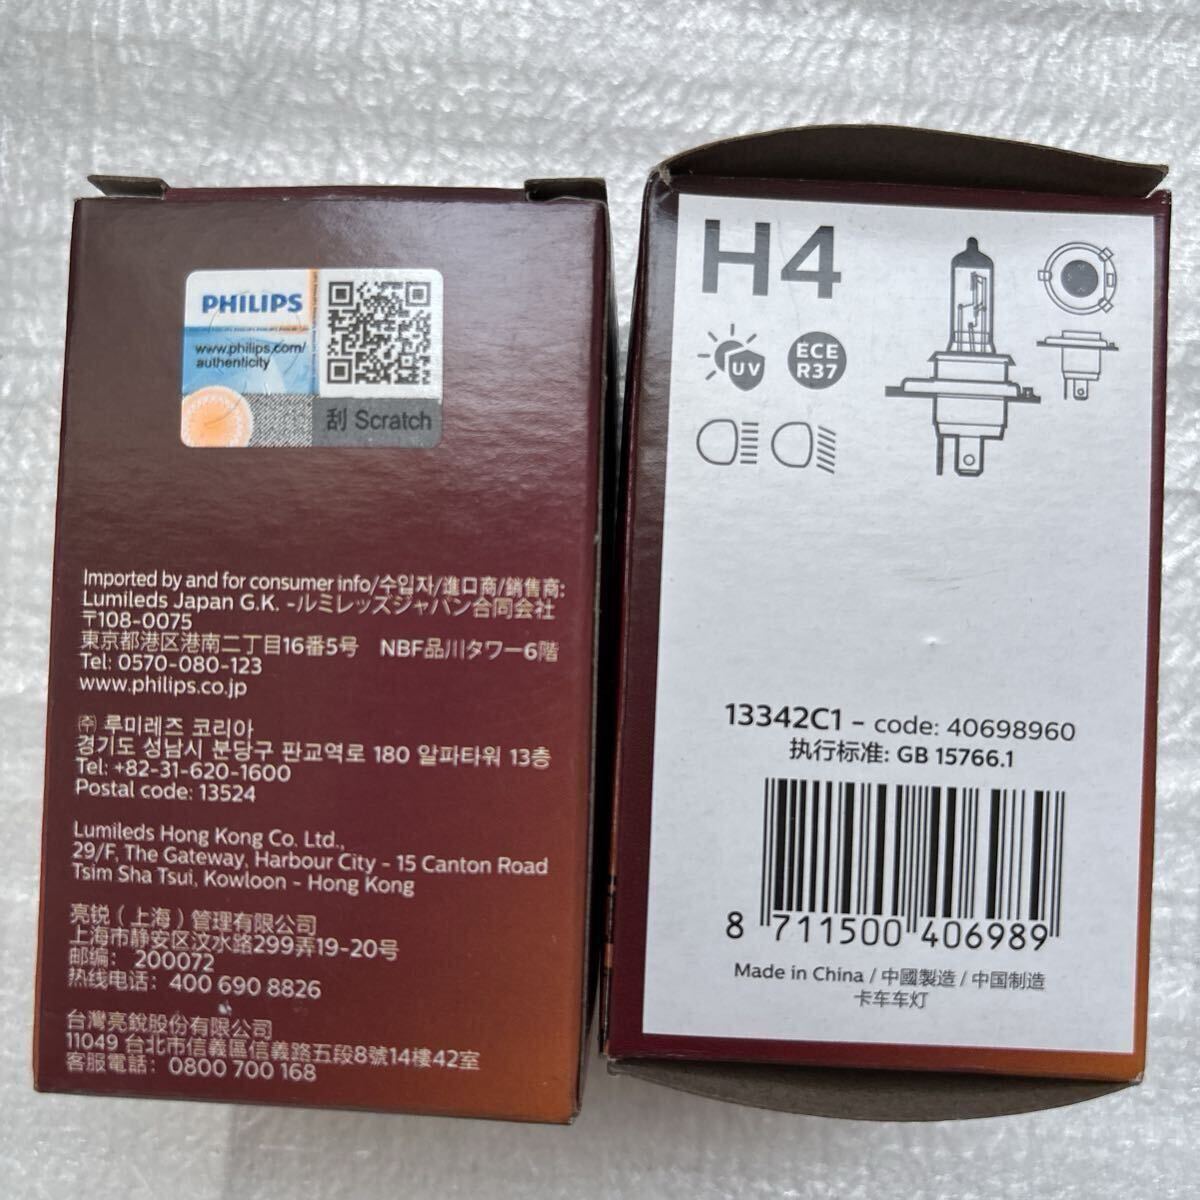 PHILIPS
www.philips.com/
authenticity
刮 Scratch
Imported by and for consumer info/수입자/進口商/銷售商:
Lumileds Japan G.K. -ルミレッズジャパン合同会社
〒108-0075
東京都港区港南二丁目16番5号 NBF品川タワー6階
Tel: 0570-080-123
www.philips.co.jp
㈜ 루미레즈 코리아
경기도 성남시 분당구 판교역로 180 알파타워 13층
Tel: +82-31-620-1600
Postal code: 13524
Lumileds Hong Kong Co. Ltd.,
29/F, The Gateway, Harbour City - 15 Canton Road
Tsim Sha Tsui, Kowloon - Hong Kong
亮锐（上海）管理有限公司
上海市静安区汶水路299弄19-20号
邮编: 200072
热线电话: 400 690 8826
台灣亮銳股份有限公司
11049 台北市信義區信義路五段8號14樓42室
客服電話: 0800 700 168
H4
UV
ECE
R37
13342C1 - code: 40698960
执行标准: GB 15766.1
8 711500 406989
Made in China / 中國製造 / 中国制造
卡车车灯